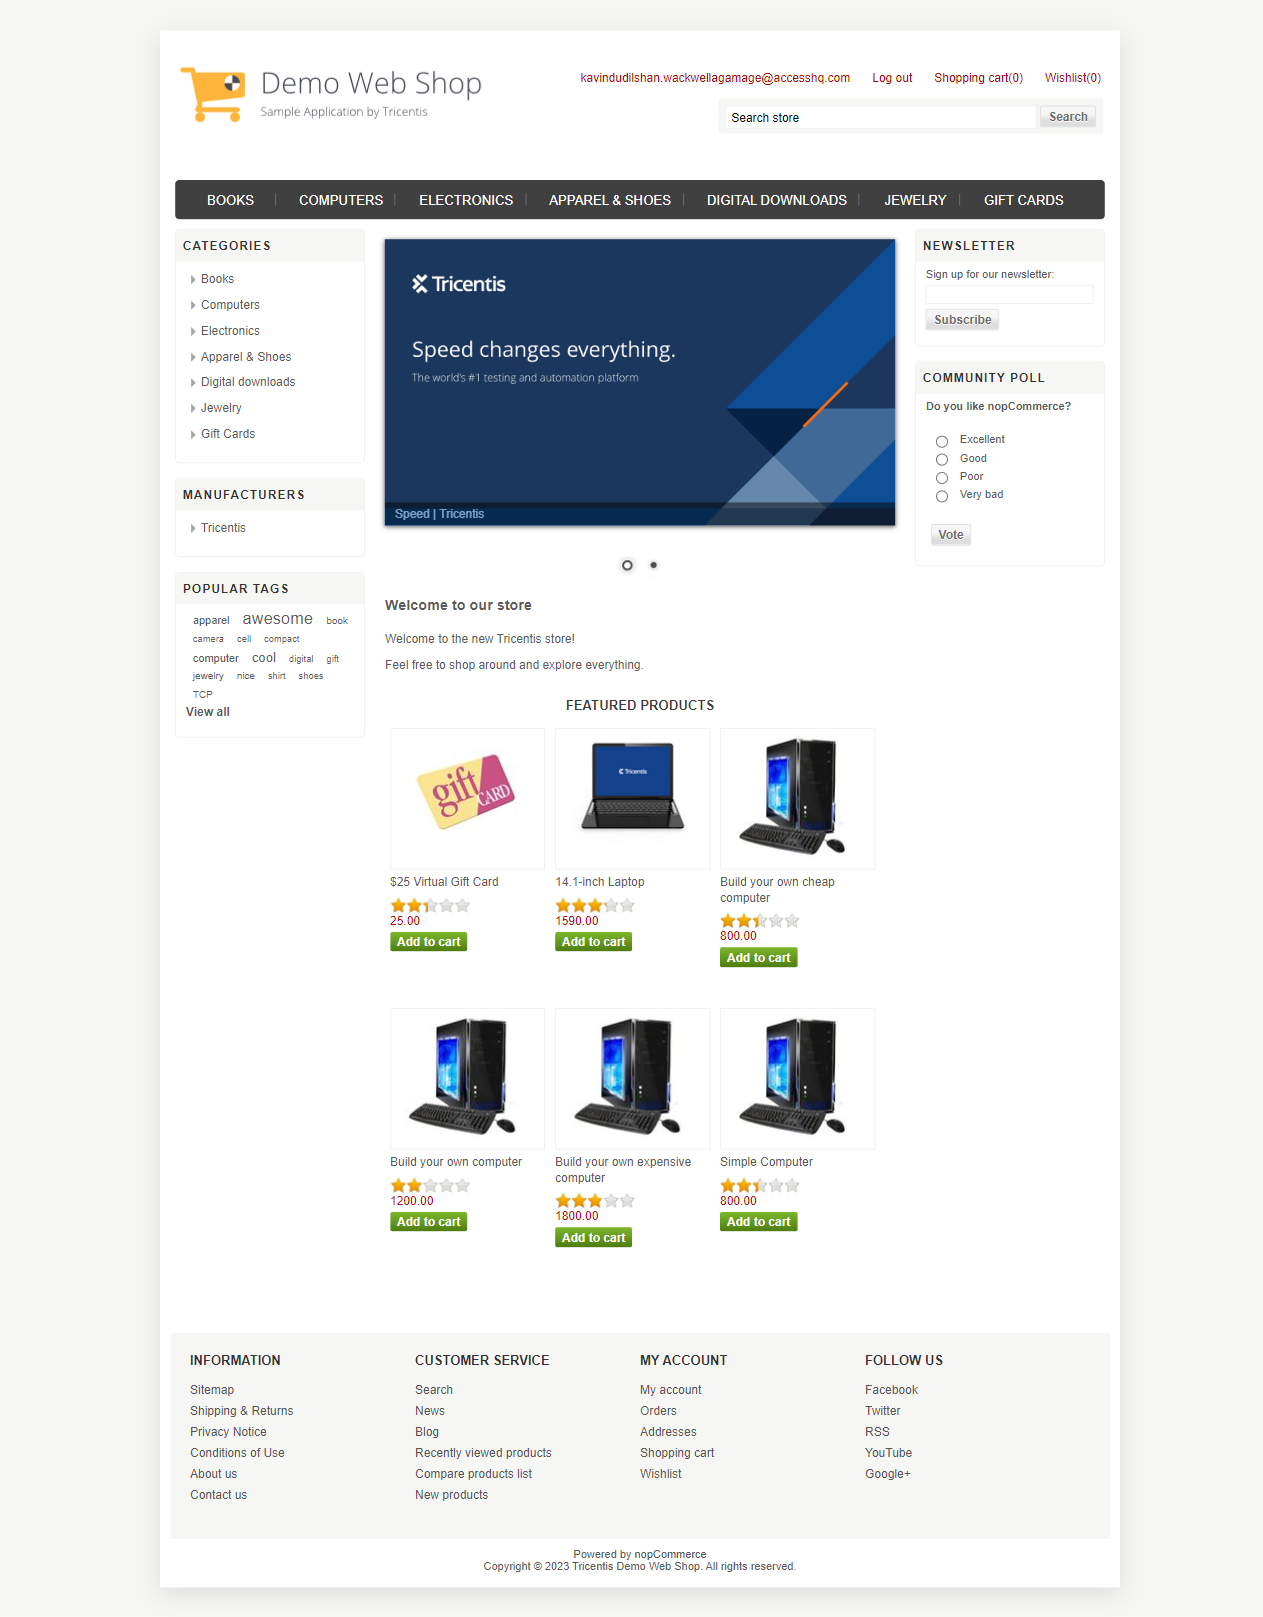 Demo Web Shop
Sample Application by Tricentis
kavindudilshan.wackwellagamage@accesshq.com Log out Shopping cart(0) Wishlist(0)
Search store Search
BOOKS COMPUTERS ELECTRONICS APPAREL & SHOES DIGITAL DOWNLOADS JEWELRY GIFT CARDS
CATEGORIES
Books
Computers
Electronics
Apparel & Shoes
Digital downloads
Jewelry
Gift Cards
MANUFACTURERS
Tricentis
POPULAR TAGS
apparel awesome book
camera cell compact
computer cool digital gift
jewelry nice shirt shoes
TCP
View all
Tricentis
Speed changes everything.
The world's #1 testing and automation platform
Speed | Tricentis
Welcome to our store
Welcome to the new Tricentis store!
Feel free to shop around and explore everything.
FEATURED PRODUCTS
gift
CARD
$25 Virtual Gift Card
25.00
Add to cart
Tricentis
14.1-inch Laptop
1590.00
Add to cart
Build your own cheap
computer
800.00
Add to cart
Build your own computer
1200.00
Add to cart
Build your own expensive
computer
1800.00
Add to cart
Simple Computer
800.00
Add to cart
NEWSLETTER
Sign up for our newsletter:
Subscribe
COMMUNITY POLL
Do you like nopCommerce?
Excellent
Good
Poor
Very bad
Vote
INFORMATION
Sitemap
Shipping & Returns
Privacy Notice
Conditions of Use
About us
Contact us
CUSTOMER SERVICE
Search
News
Blog
Recently viewed products
Compare products list
New products
MY ACCOUNT
My account
Orders
Addresses
Shopping cart
Wishlist
FOLLOW US
Facebook
Twitter
RSS
YouTube
Google+
Powered by nopCommerce
Copyright © 2023 Tricentis Demo Web Shop. All rights reserved.